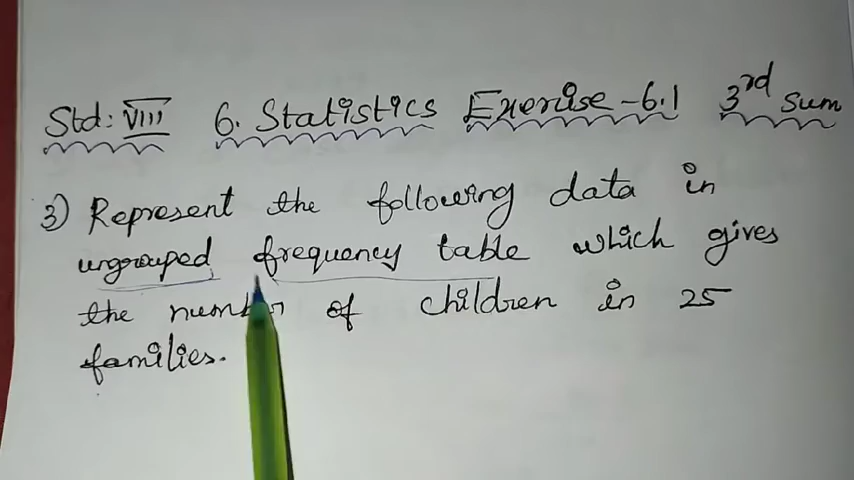 Std: VIII 6. Statistics Exercise - 6.1 3rd Sum
3) Represent the following data in
ungrouped frequency table which gives
the number of children in 25
families.